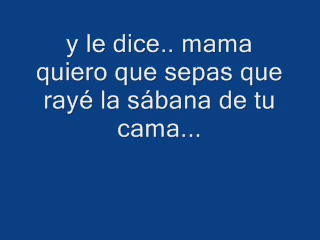 y le dice.. mama
quiero que sepas que
rayé la sábana de tu
cama...